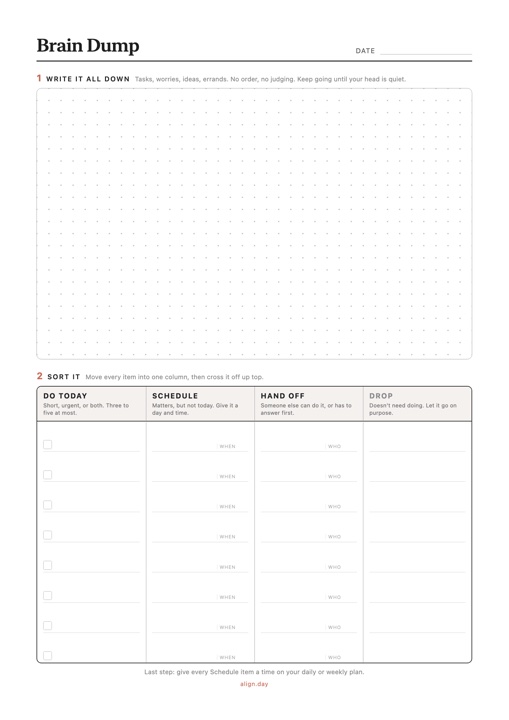 Brain Dump
DATE
1 WRITE IT ALL DOWN Tasks, worries, ideas, errands. No order, no judging. Keep going until your head is quiet.
2 SORT IT Move every item into one column, then cross it off up top.
DO TODAY
Short, urgent, or both. Three to
five at most.
SCHEDULE
Matters, but not today. Give it a
day and time.
HAND OFF
Someone else can do it, or has to
answer first.
DROP
Doesn't need doing. Let it go on
purpose.
WHEN WHO
WHEN WHO
WHEN WHO
WHEN WHO
WHEN WHO
WHEN WHO
WHEN WHO
WHEN WHO
Last step: give every Schedule item a time on your daily or weekly plan.
align.day